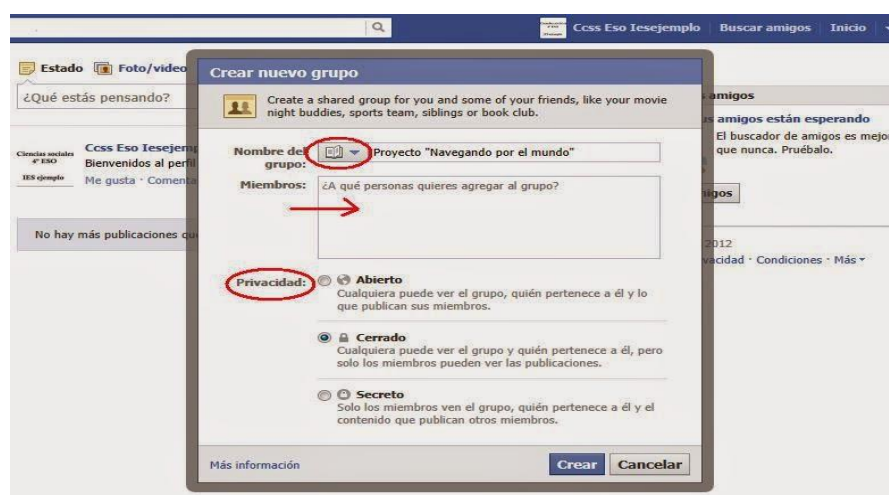 Ccss Eso Iesejemplo Buscar amigos Inicio
Estado Foto/video
¿Qué estás pensando?
Ciencias sociales
4º ESO
IES ejemplo
Ccss Eso Iesejemp
Bienvenidos al perfil
Me gusta · Comenta
No hay más publicaciones qu
Crear nuevo grupo
Create a shared group for you and some of your friends, like your movie
night buddies, sports team, siblings or book club.
Nombre del
grupo:
Proyecto "Navegando por el mundo"
Miembros:
¿A qué personas quieres agregar al grupo?
Privacidad:
Abierto
Cualquiera puede ver el grupo, quién pertenece a él y lo
que publican sus miembros.
Cerrado
Cualquiera puede ver el grupo y quién pertenece a él, pero
solo los miembros pueden ver las publicaciones.
Secreto
Solo los miembros ven el grupo, quién pertenece a él y el
contenido que publican otros miembros.
Más información
Crear Cancelar
amigos
amigos están esperando
El buscador de amigos es mejo
que nunca. Pruébalo.
igos
2012
vacidad · Condiciones · Más